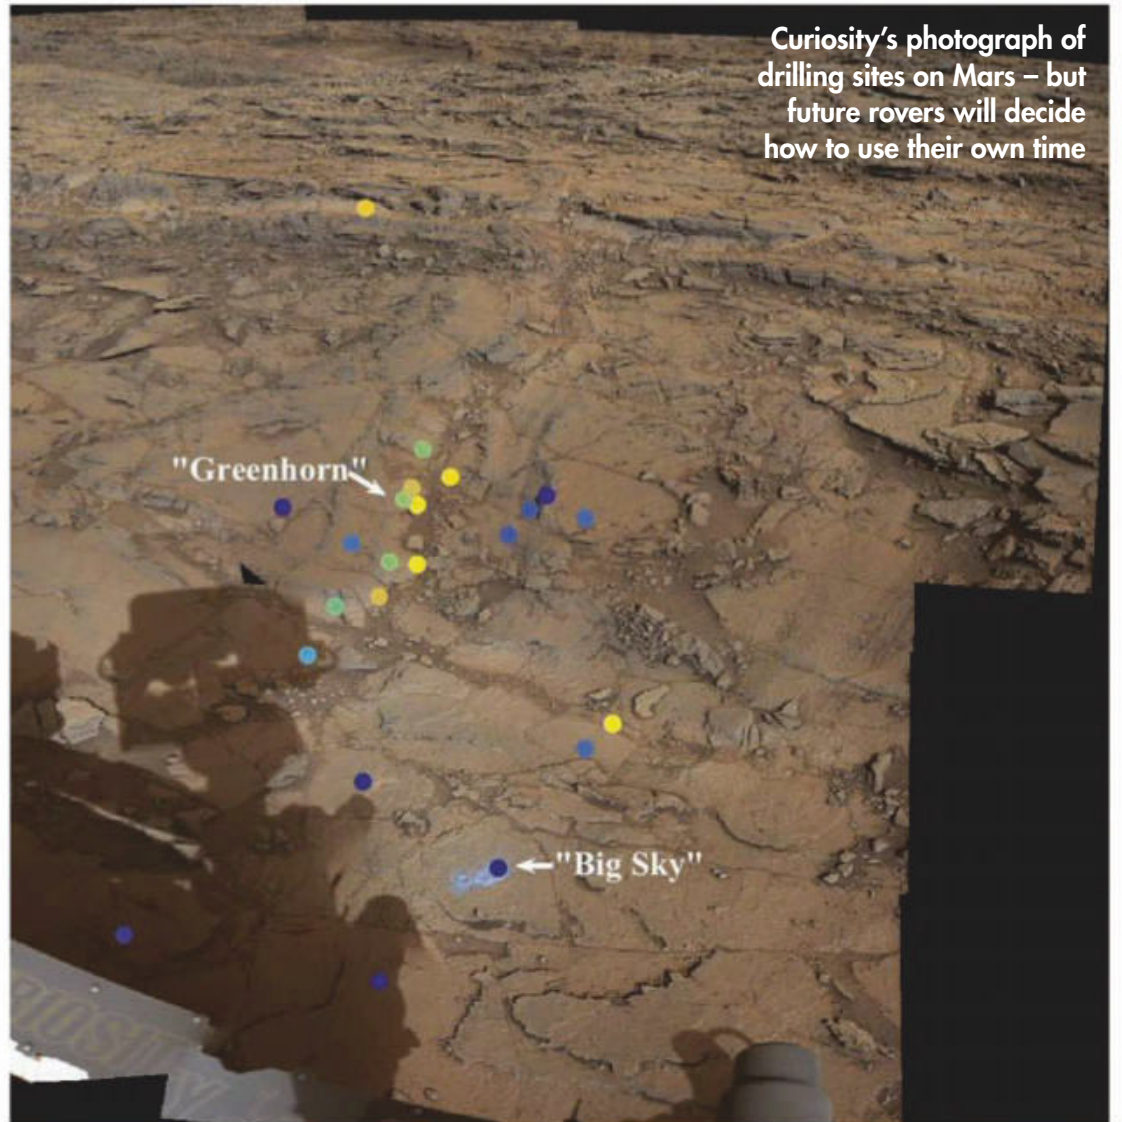 Curiosity’s photograph of
drilling sites on Mars – but
future rovers will decide
how to use their own time
"Greenhorn"
"Big Sky"